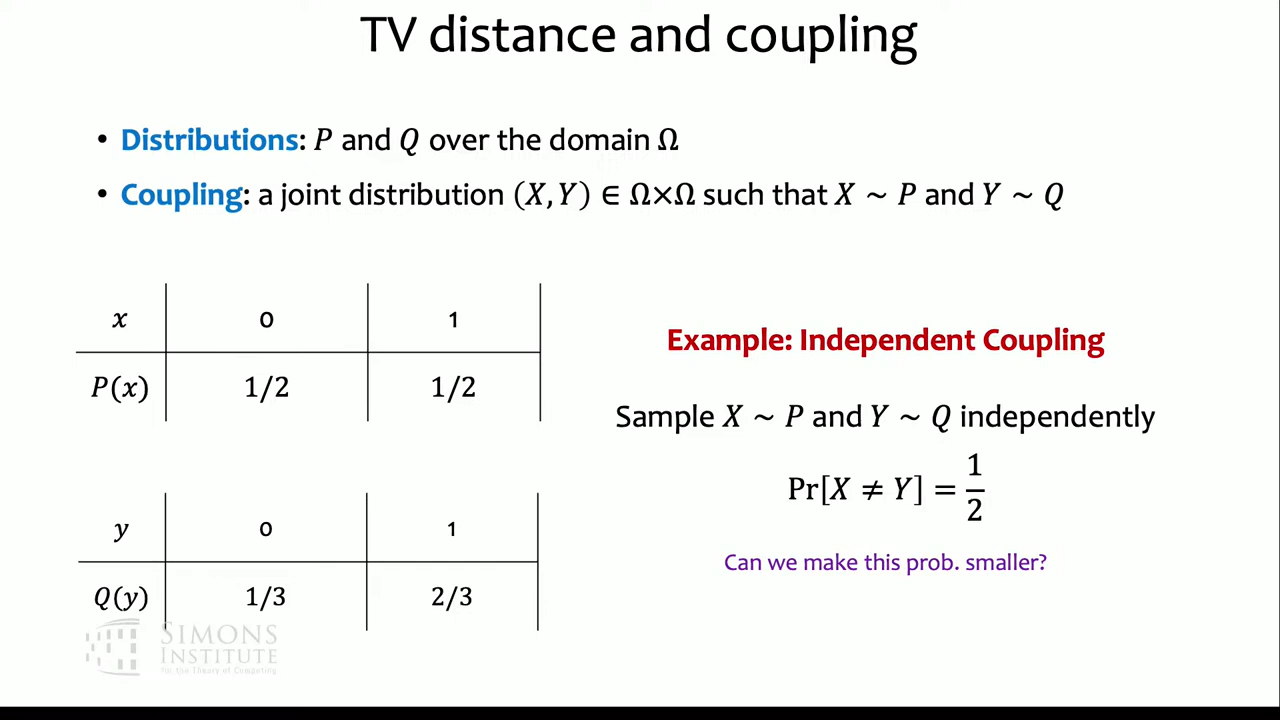 TV distance and coupling
• Distributions: P and Q over the domain Ω
• Coupling: a joint distribution (X, Y) ∈ Ω×Ω such that X ~ P and Y ~ Q
x 0 1
P(x) 1/2 1/2
Example: Independent Coupling
Sample X ~ P and Y ~ Q independently
Pr[X ≠ Y] = 1/2
Can we make this prob. smaller?
y 0 1
Q(y) 1/3 2/3
SIMONS
INSTITUTE
for the Theory of Computing